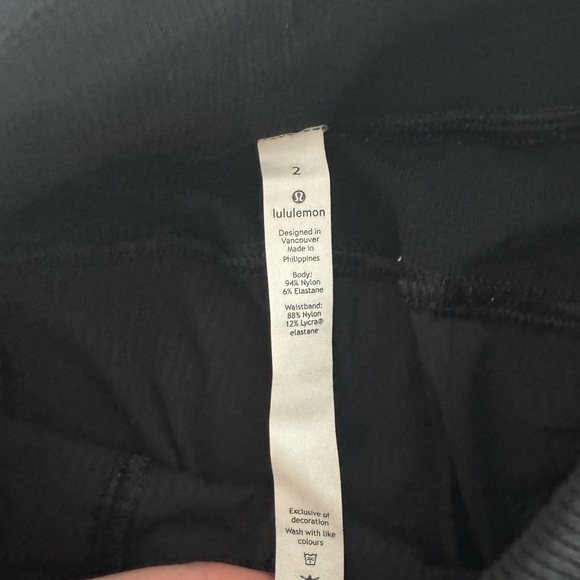 2
lululemon
Designed in
Vancouver
Made in
Philippines
Body:
94% Nylon
6% Elastane
Waistband:
88% Nylon
12% Lycra®
elastane
Exclusive of
decoration
Wash with like
colours